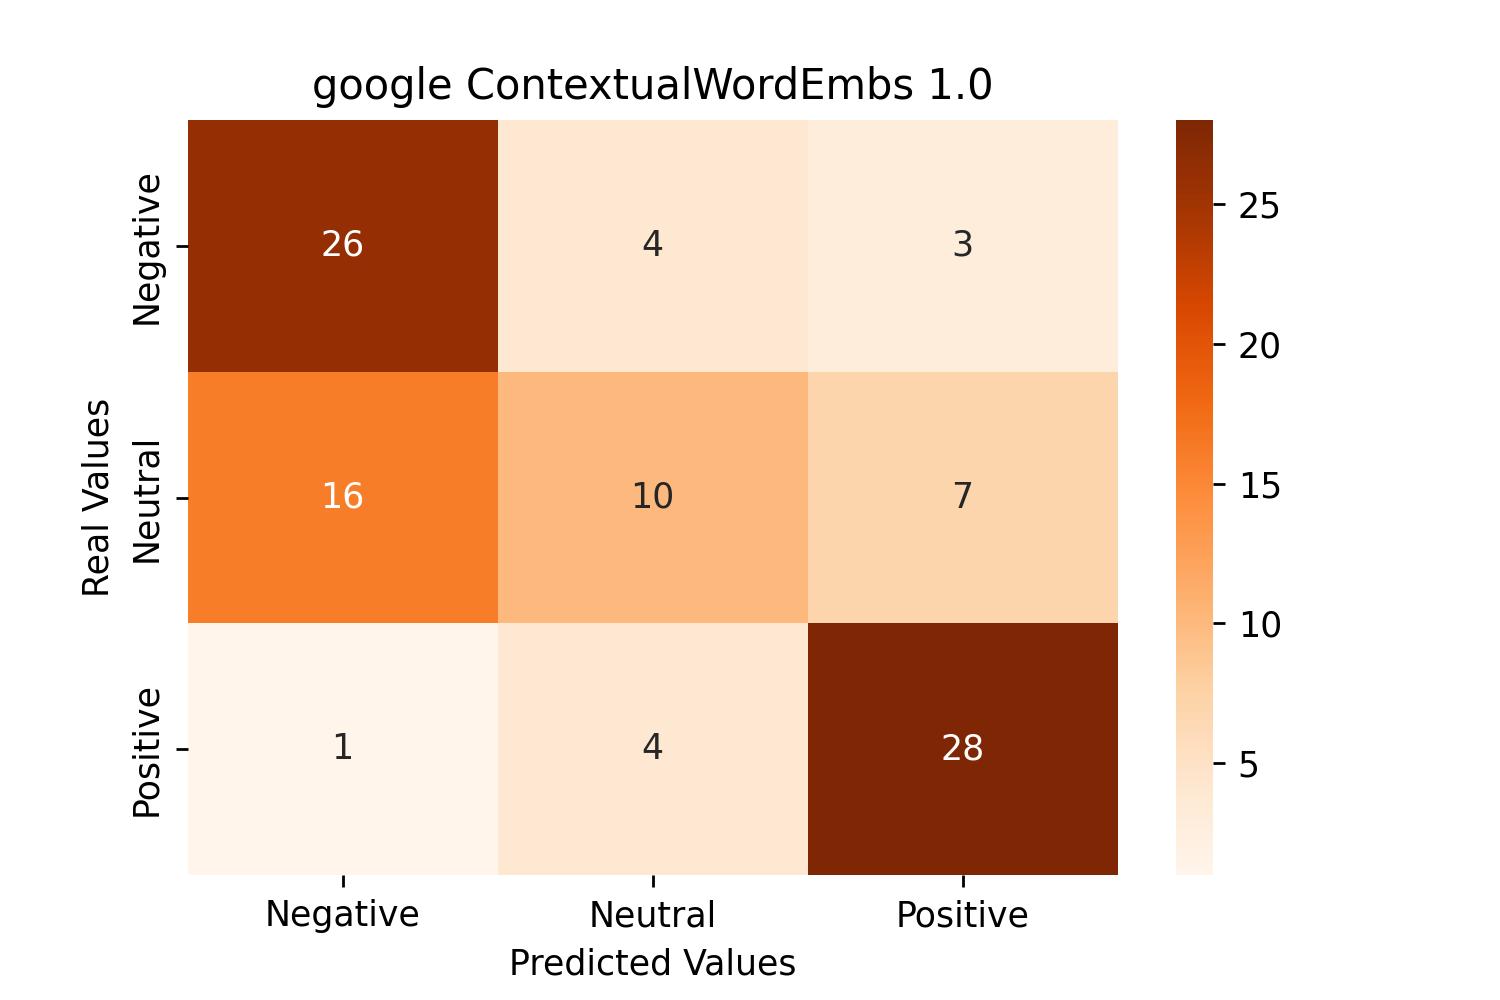 google ContextualWordEmbs 1.0
Real Values
Negative
26
4
3
Neutral
16
10
7
Positive
1
4
28
Negative
Neutral
Positive
Predicted Values
25
20
15
10
5